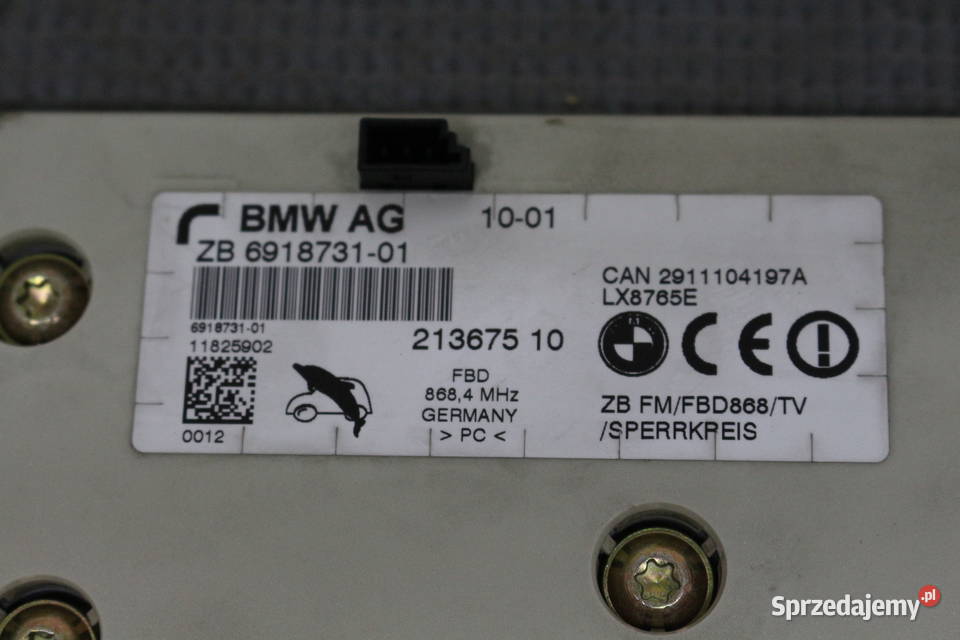 BMW AG 10-01
ZB 6918731-01
6918731-01
11825902
0012
213675 10
FBD
868,4 MHz
GERMANY
> PC <
CAN 2911104197A
LX8765E
CE
ZB FM/FBD868/TV
/SPERRKREIS
Sprzedajemy.pl